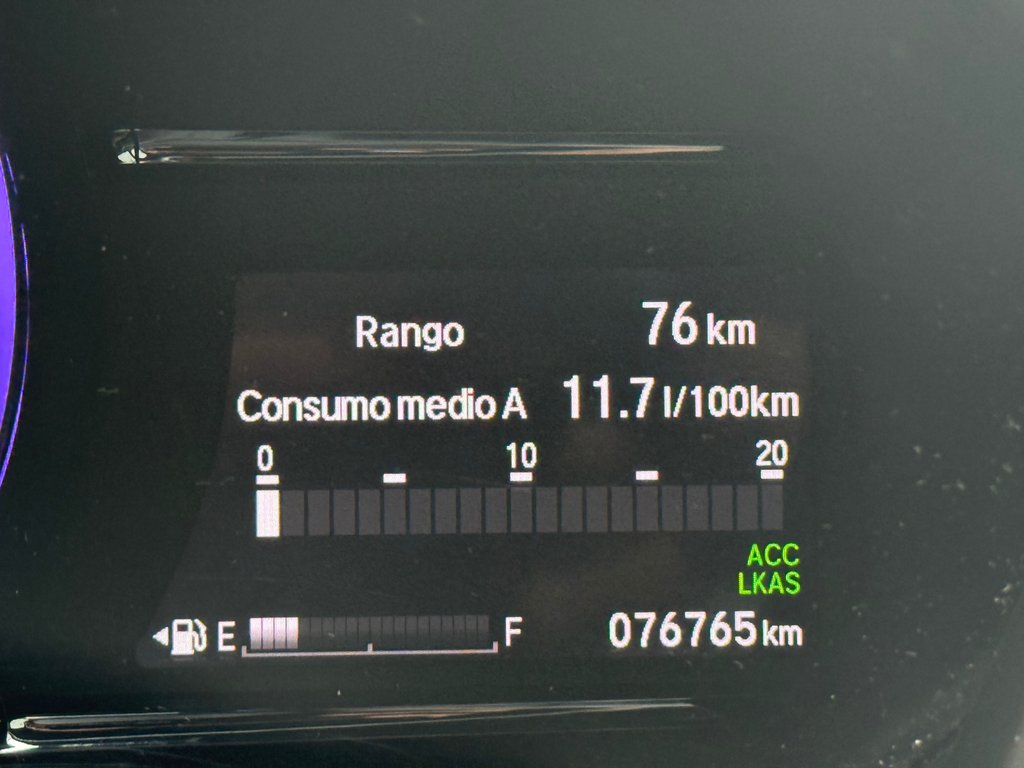 Rango 76 km
Consumo medio A 11.7 l/100km
0 10 20
ACC
LKAS
E F 076765 km